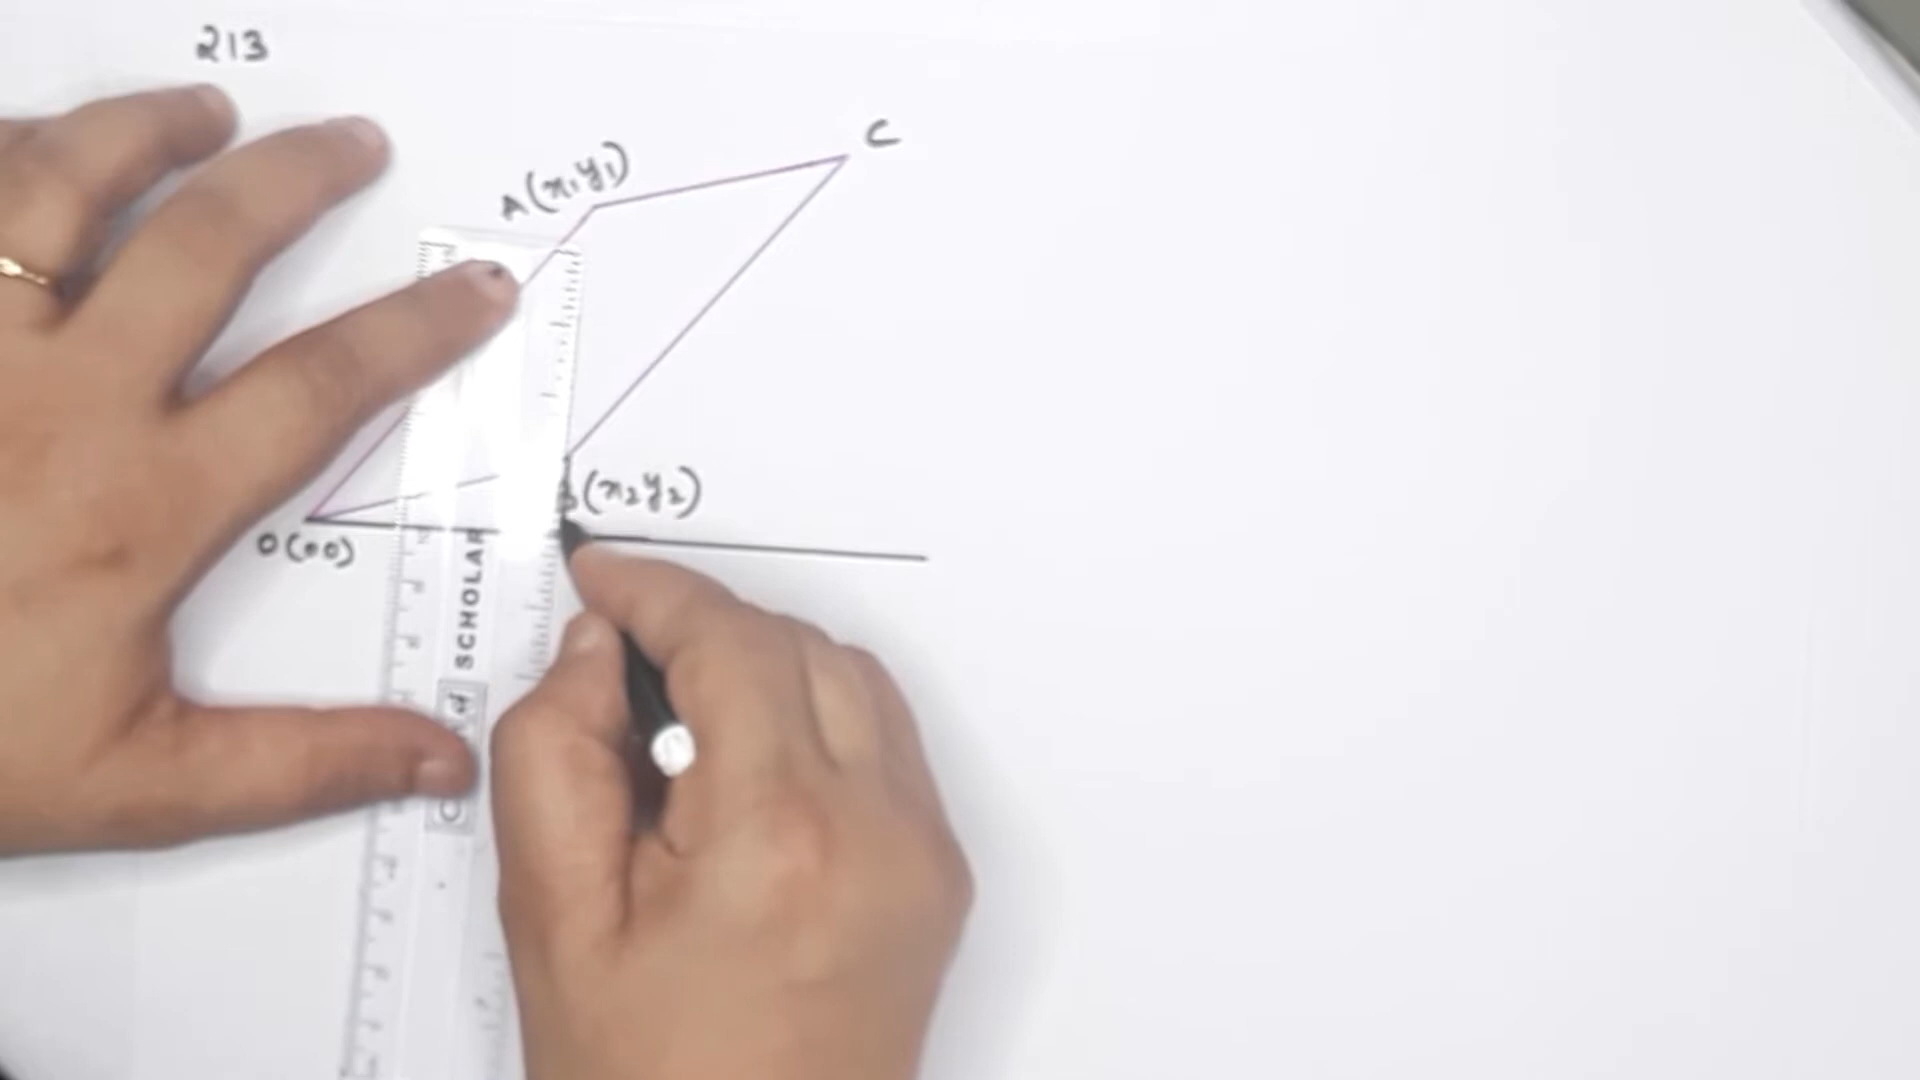 213
C
A(x₁y₁)
B(x₂y₂)
O(00)
SCHOLAR